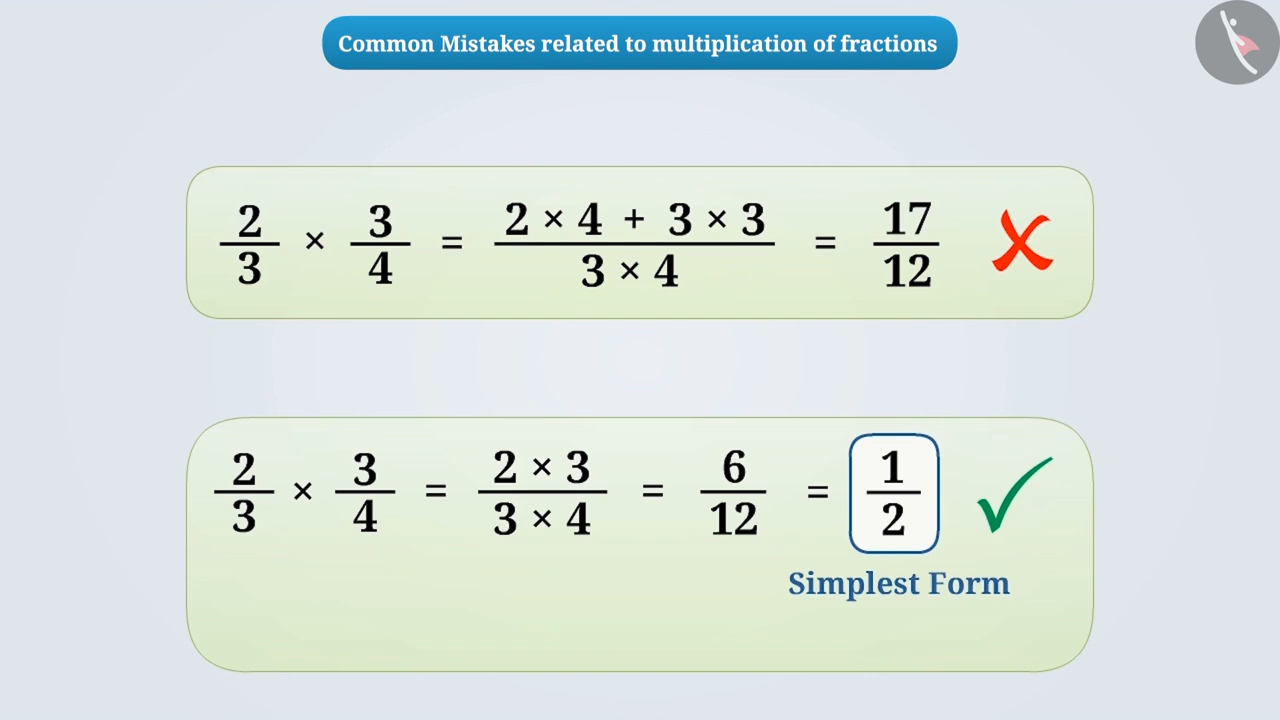 Common Mistakes related to multiplication of fractions
2/3 × 3/4 = (2 × 4 + 3 × 3)/(3 × 4) = 17/12
2/3 × 3/4 = (2 × 3)/(3 × 4) = 6/12 = 1/2
Simplest Form